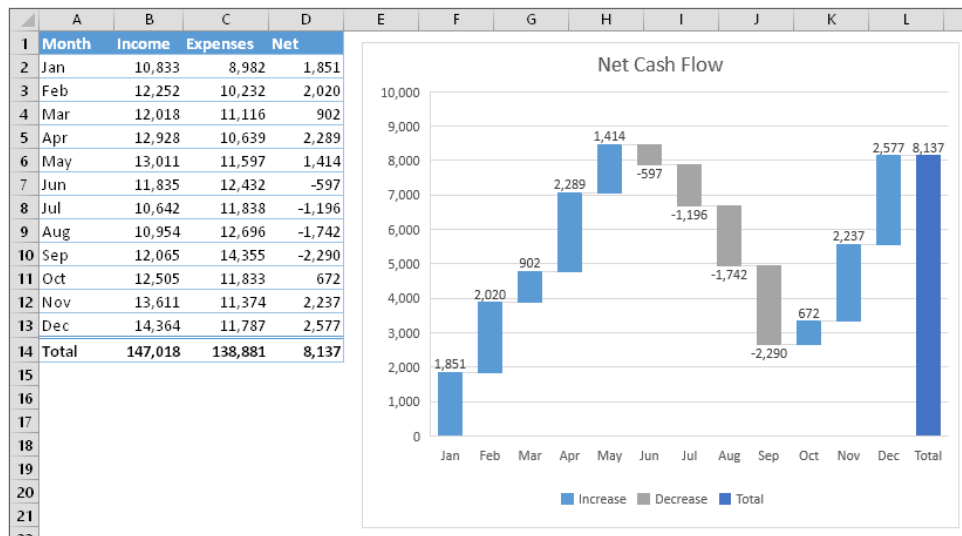 A B C D E F G H I J K L
1 Month Income Expenses Net
2 Jan 10,833 8,982 1,851
3 Feb 12,252 10,232 2,020
4 Mar 12,018 11,116 902
5 Apr 12,928 10,639 2,289
6 May 13,011 11,597 1,414
7 Jun 11,835 12,432 -597
8 Jul 10,642 11,838 -1,196
9 Aug 10,954 12,696 -1,742
10 Sep 12,065 14,355 -2,290
11 Oct 12,505 11,833 672
12 Nov 13,611 11,374 2,237
13 Dec 14,364 11,787 2,577
14 Total 147,018 138,881 8,137
15
16
17
18
19
20
21
Net Cash Flow
10,000
9,000
8,000
7,000
6,000
5,000
4,000
3,000
2,000
1,000
0
1,851
2,020
902
2,289
1,414
-597
-1,196
-1,742
-2,290
672
2,237
2,577 8,137
Jan Feb Mar Apr May Jun Jul Aug Sep Oct Nov Dec Total
Increase Decrease Total